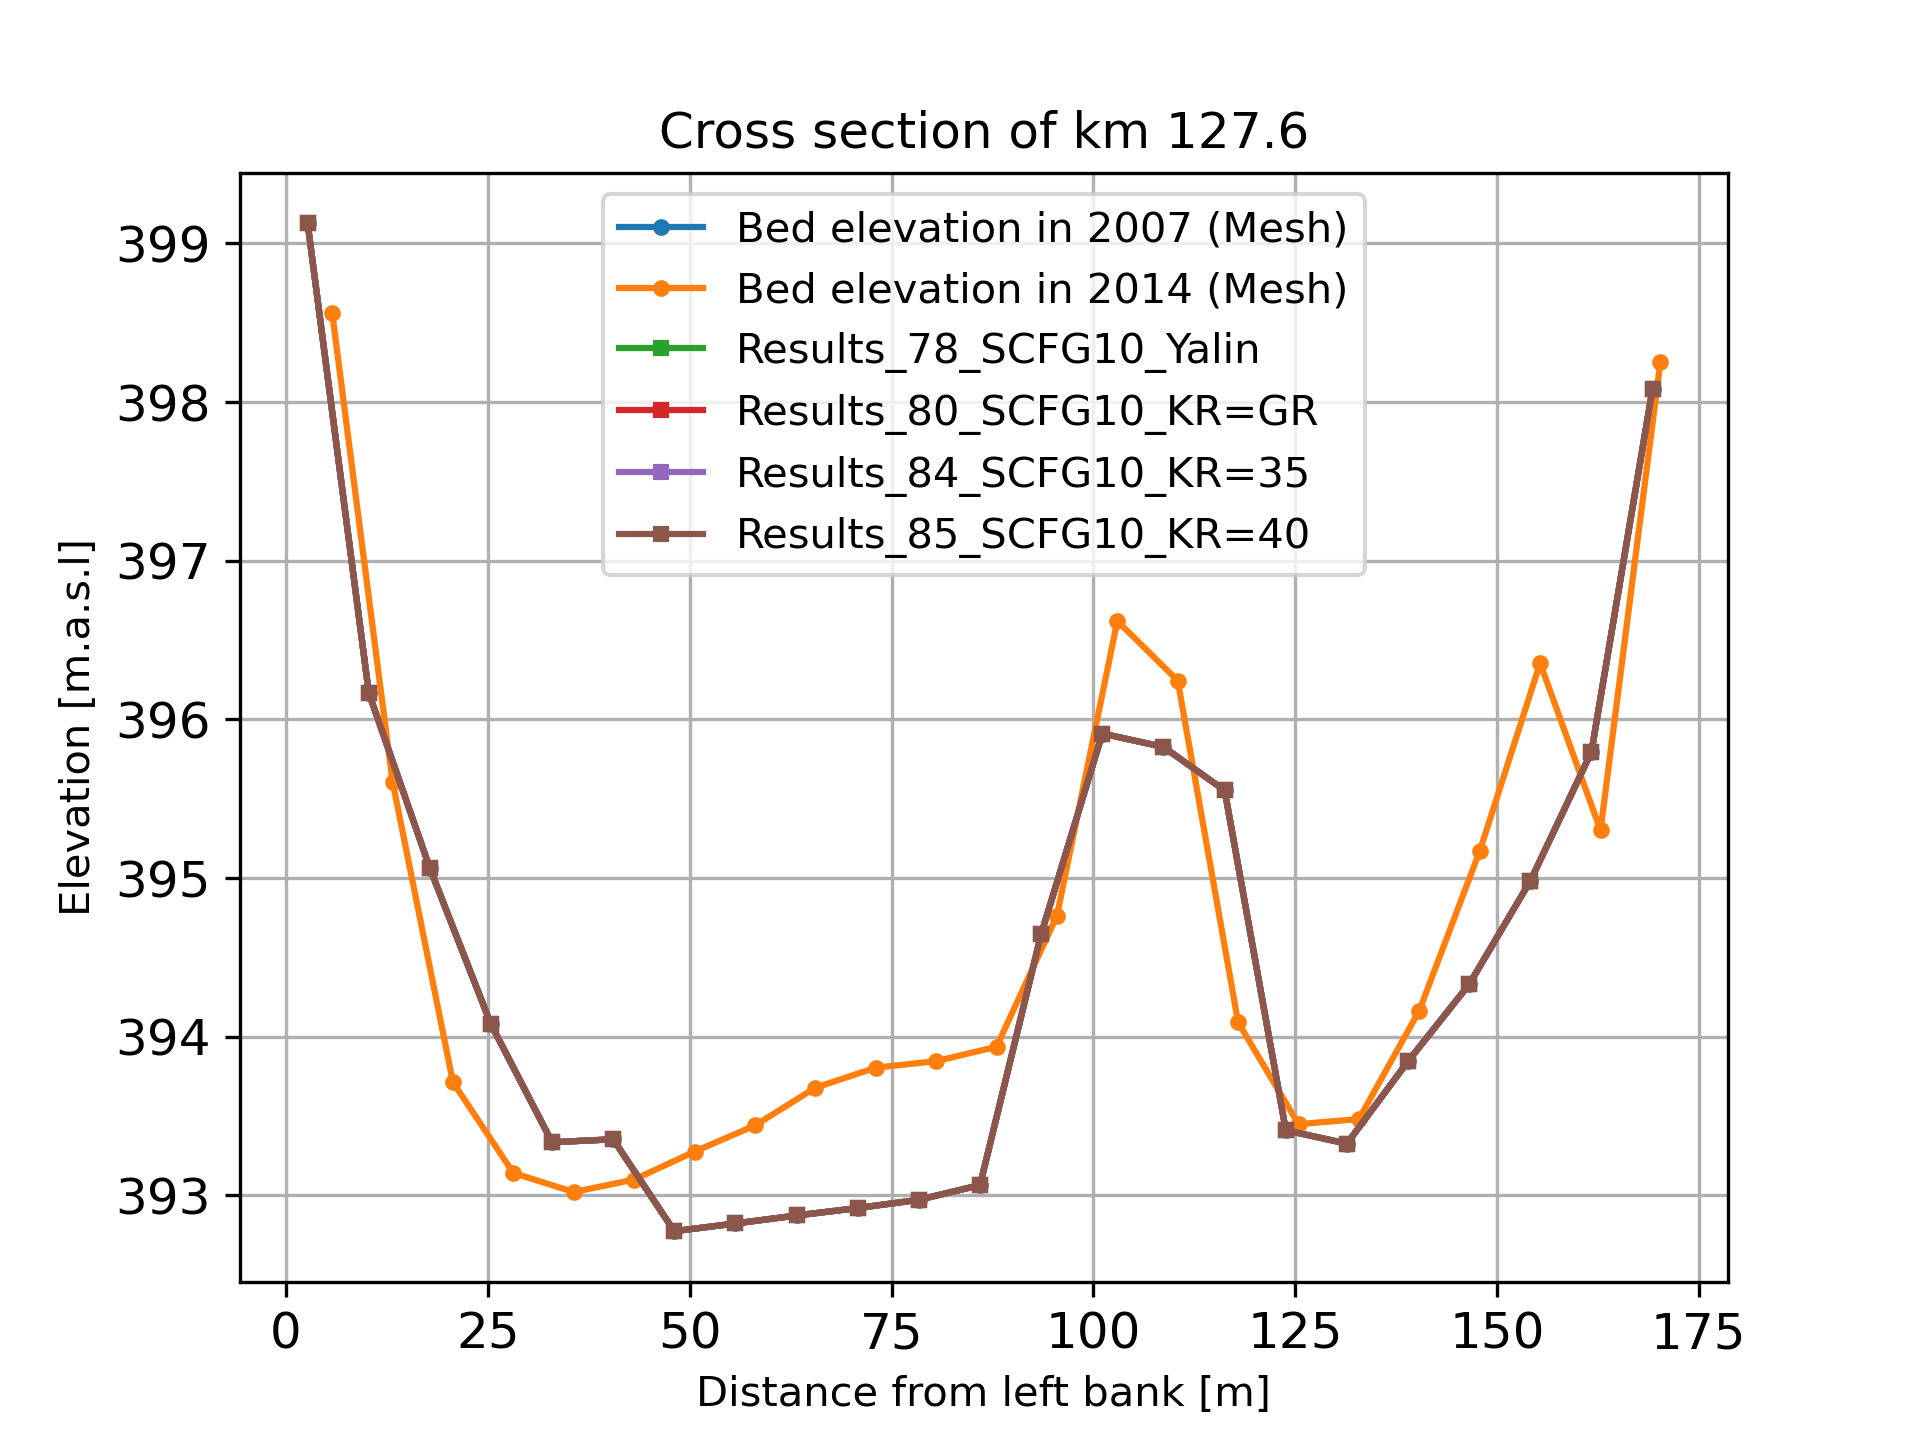 Cross section of km 127.6
Bed elevation in 2007 (Mesh)
Bed elevation in 2014 (Mesh)
Results_78_SCFG10_Yalin
Results_80_SCFG10_KR=GR
Results_84_SCFG10_KR=35
Results_85_SCFG10_KR=40
Elevation [m.a.s.l]
399
398
397
396
395
394
393
0 25 50 75 100 125 150 175
Distance from left bank [m]